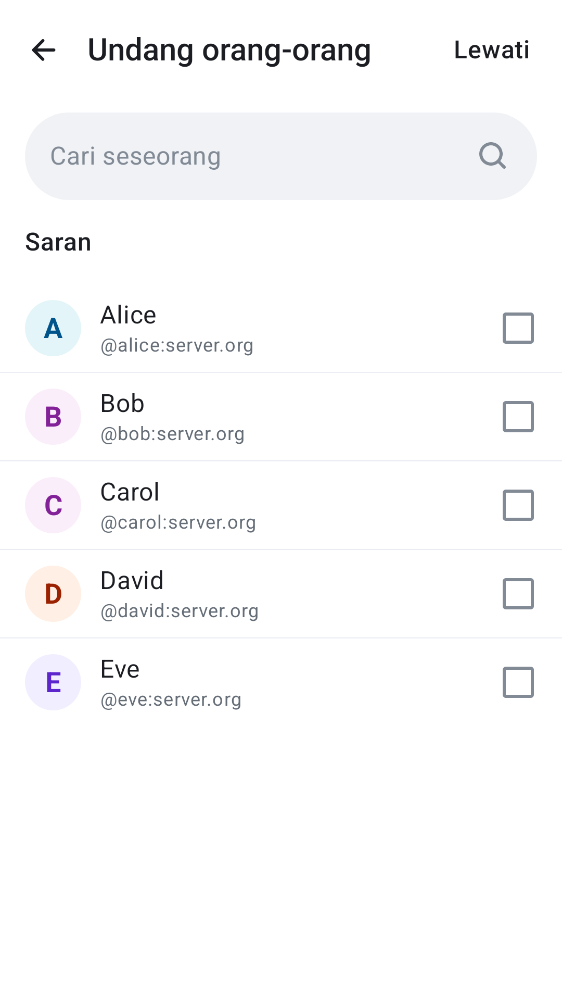 Undang orang-orang
Lewati
Cari seseorang
Saran
A
Alice
@alice:server.org
B
Bob
@bob:server.org
C
Carol
@carol:server.org
D
David
@david:server.org
E
Eve
@eve:server.org